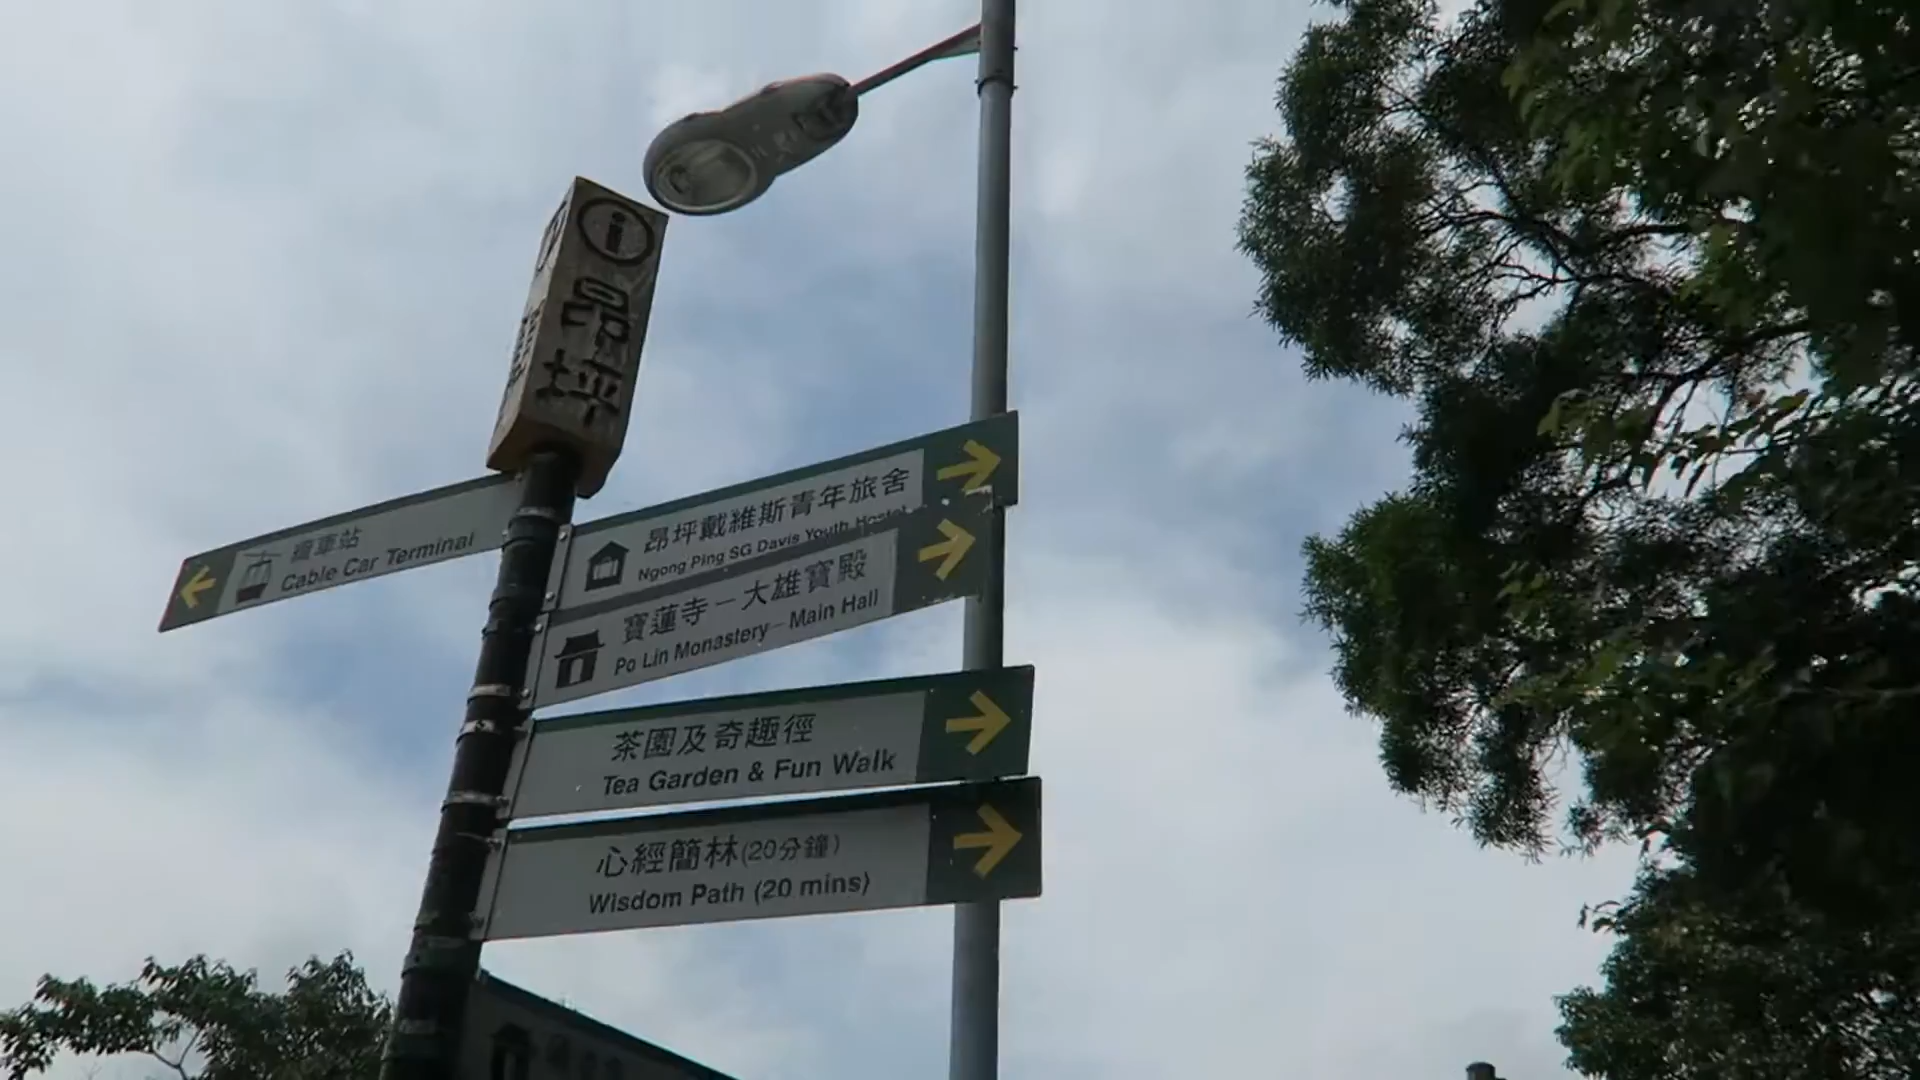 i
昂
坪
纜車站
Cable Car Terminal
昂坪戴維斯青年旅舍
Ngong Ping SG Davis Youth Hostel
寶蓮寺－大雄寶殿
Po Lin Monastery－Main Hall
茶園及奇趣徑
Tea Garden & Fun Walk
心經簡林(20分鐘)
Wisdom Path (20 mins)